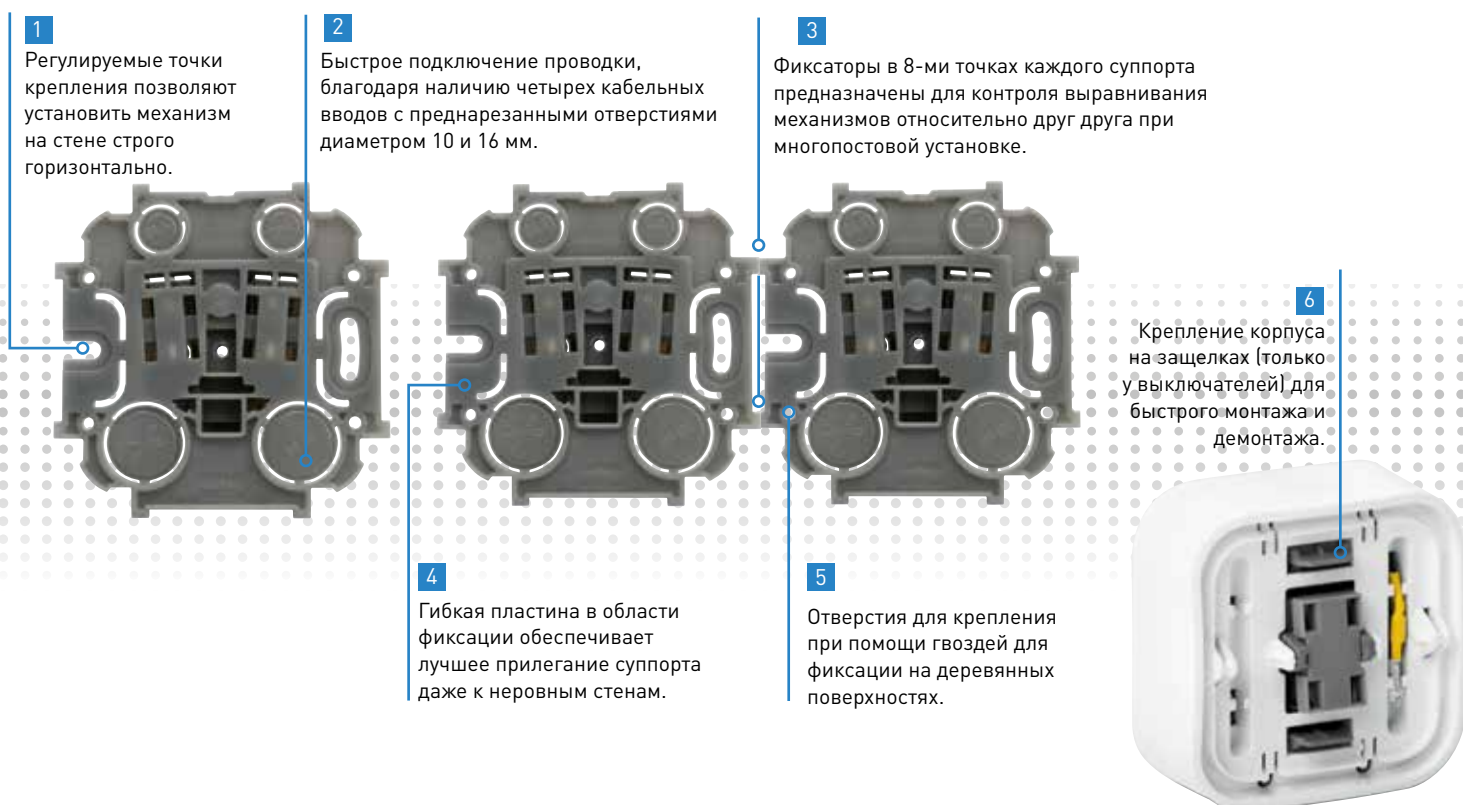 1
Регулируемые точки
крепления позволяют
установить механизм
на стене строго
горизонтально.
2
Быстрое подключение проводки,
благодаря наличию четырех кабельных
вводов с преднарезанными отверстиями
диаметром 10 и 16 мм.
3
Фиксаторы в 8-ми точках каждого суппорта
предназначены для контроля выравнивания
механизмов относительно друг друга при
многопостовой установке.
6
Крепление корпуса
на защелках (только
у выключателей) для
быстрого монтажа и
демонтажа.
4
Гибкая пластина в области
фиксации обеспечивает
лучшее прилегание суппорта
даже к неровным стенам.
5
Отверстия для крепления
при помощи гвоздей для
фиксации на деревянных
поверхностях.